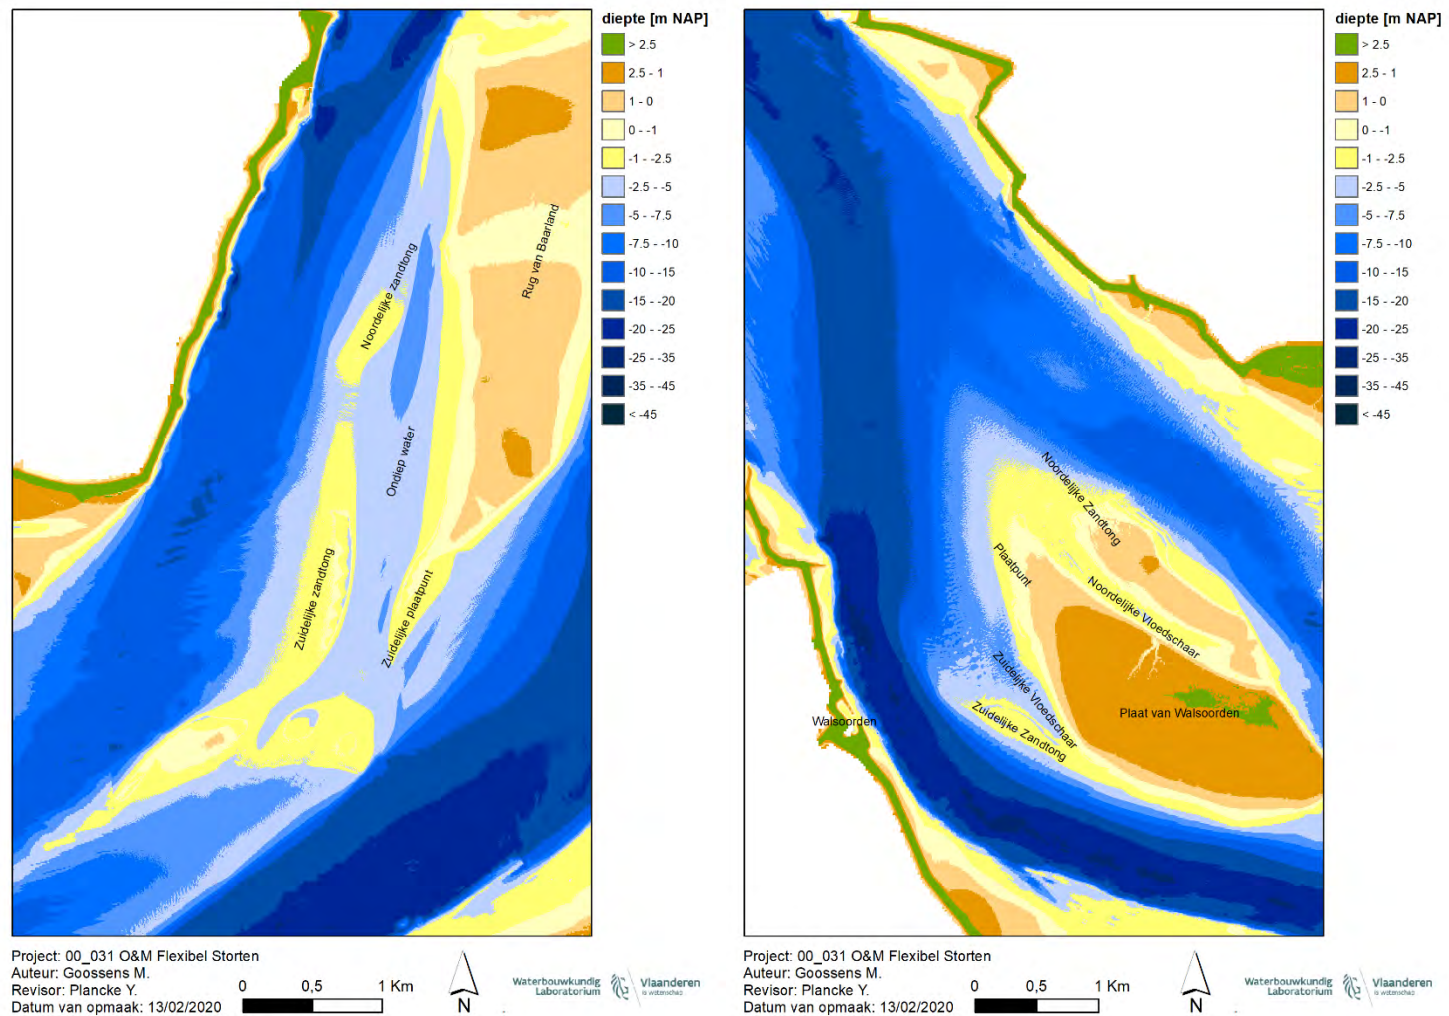 diepte [m NAP]
> 2.5
2.5 - 1
1 - 0
0 - -1
-1 - -2.5
-2.5 - -5
-5 - -7.5
-7.5 - -10
-10 - -15
-15 - -20
-20 - -25
-25 - -35
-35 - -45
< -45
Rug van Baarland
Noordelijke zandtong
Ondiep water
Zuidelijke zandtong
Zuidelijke plaatpunt
Project: 00_031 O&M Flexibel Storten
Auteur: Goossens M.
Revisor: Plancke Y.
Datum van opmaak: 13/02/2020
0 0,5 1 Km
N
Waterbouwkundig
Laboratorium
Vlaanderen
is wetenschap
diepte [m NAP]
> 2.5
2.5 - 1
1 - 0
0 - -1
-1 - -2.5
-2.5 - -5
-5 - -7.5
-7.5 - -10
-10 - -15
-15 - -20
-20 - -25
-25 - -35
-35 - -45
< -45
Noordelijke Zandtong
Plaatpunt
Noordelijke Vloedschaar
Zuidelijke Vloedschaar
Zuidelijke Zandtong
Plaat van Walsoorden
Walsoorden
Project: 00_031 O&M Flexibel Storten
Auteur: Goossens M.
Revisor: Plancke Y.
Datum van opmaak: 13/02/2020
0 0,5 1 Km
N
Waterbouwkundig
Laboratorium
Vlaanderen
is wetenschap